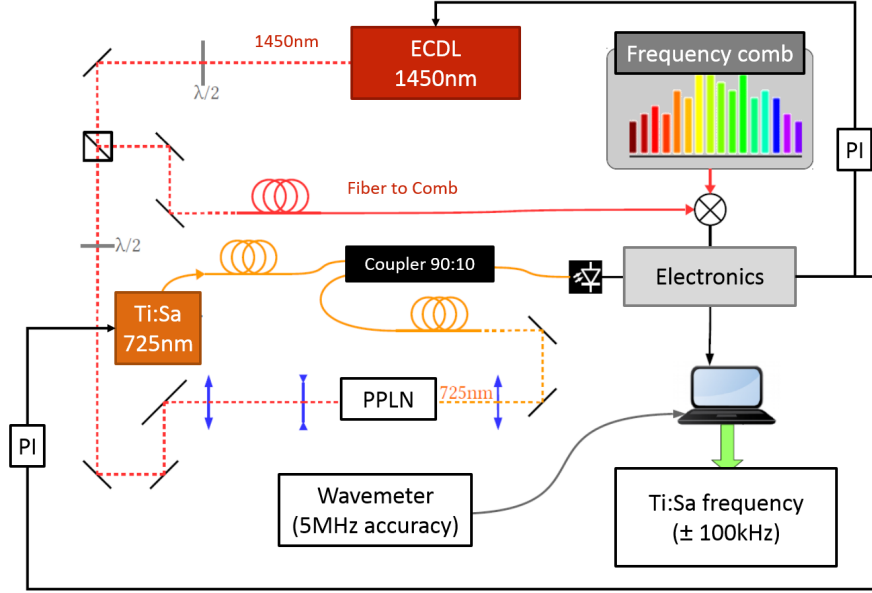 1450nm
ECDL
1450nm
Frequency comb
λ/2
PI
Fiber to Comb
λ/2
Coupler 90:10
Electronics
Ti:Sa
725nm
PPLN
725nm
PI
Wavemeter
(5MHz accuracy)
Ti:Sa frequency
(± 100kHz)